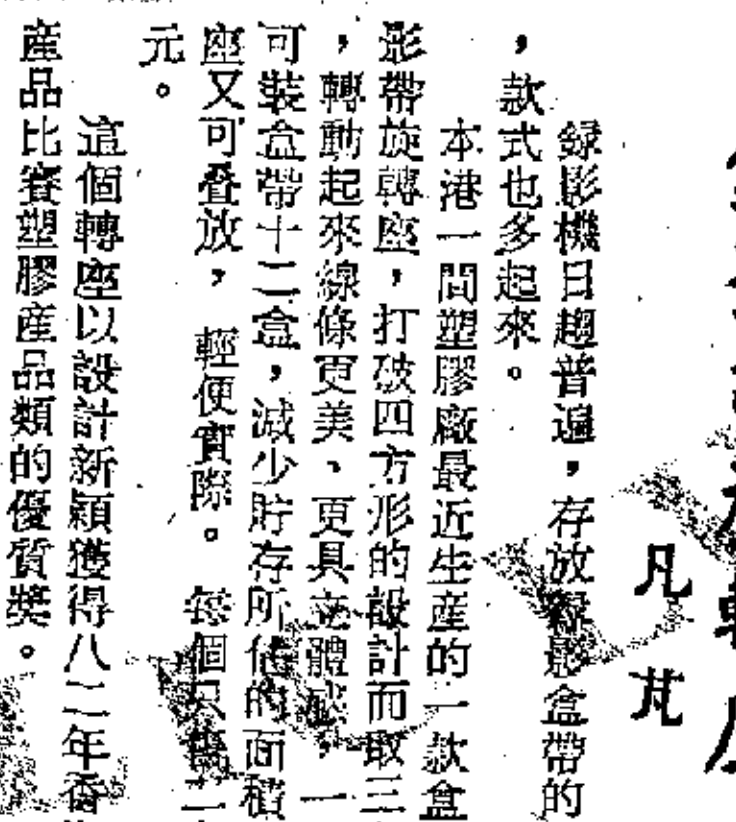 凡芃
錄影機日趨普遍，存放錄影盒帶的
，款式也多起來。
本港一間塑膠廠最近生產的一款盒
影帶旋轉座，打破四方形的設計而取三
，轉動起來線條更美、更具立體感，一
可裝盒帶十二盒，減少貯存所佔的面積
座又可叠放，輕便實際。每個只售二
元。
這個轉座以設計新穎獲得八二年香
產品比賽塑膠產品類的優質獎。